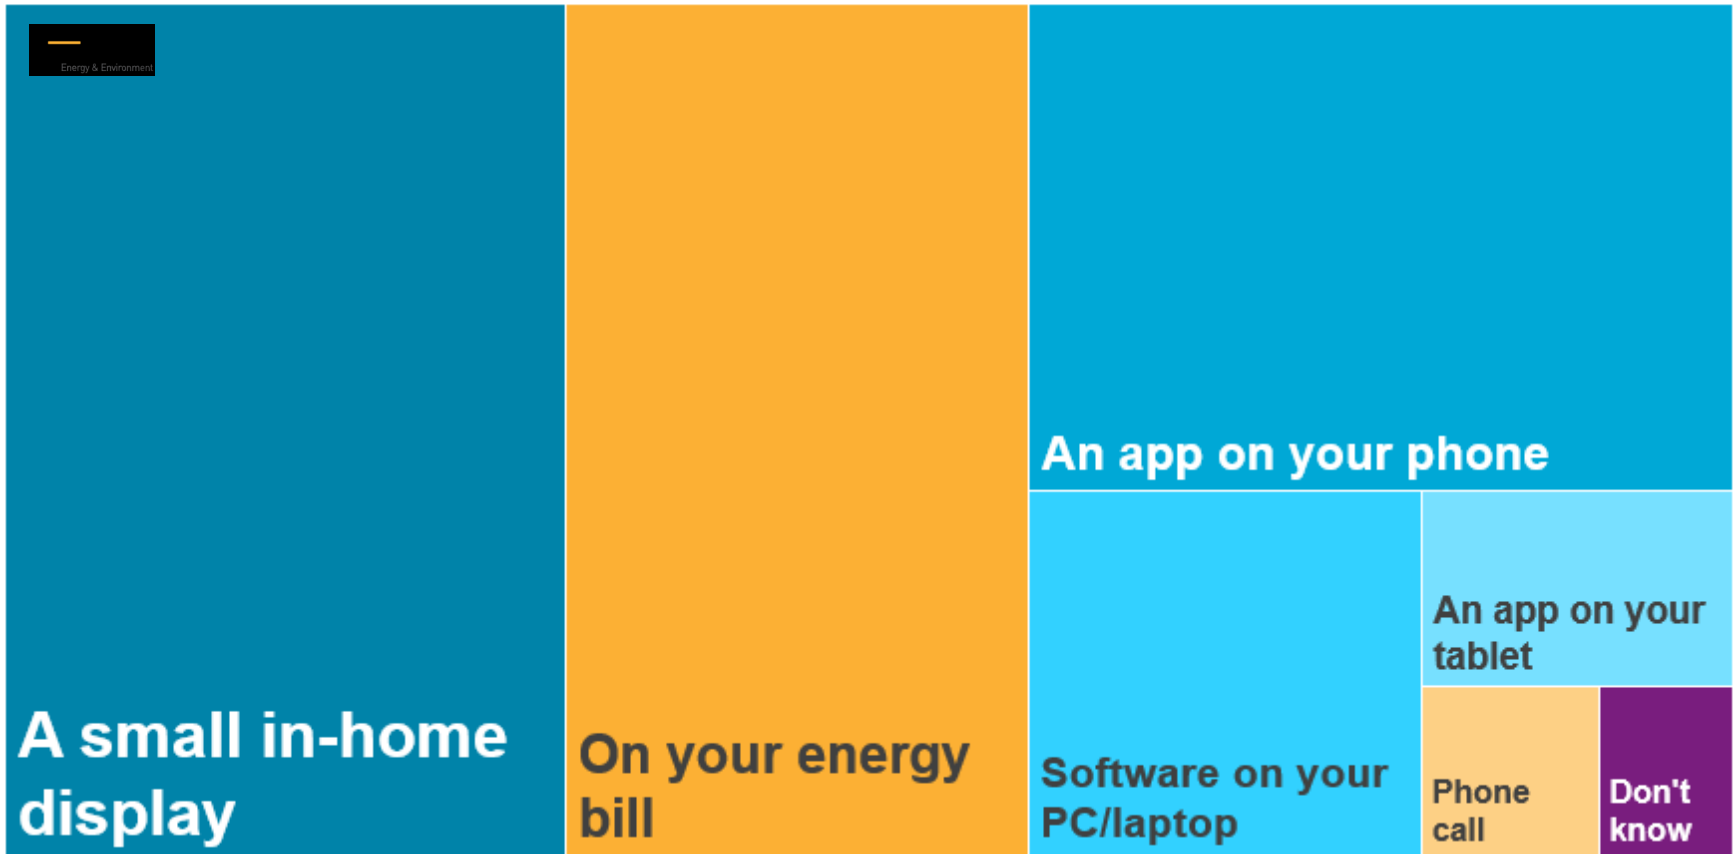 Energy & Environment
A small in-home
display
On your energy
bill
An app on your phone
Software on your
PC/laptop
An app on your
tablet
Phone
call
Don't
know